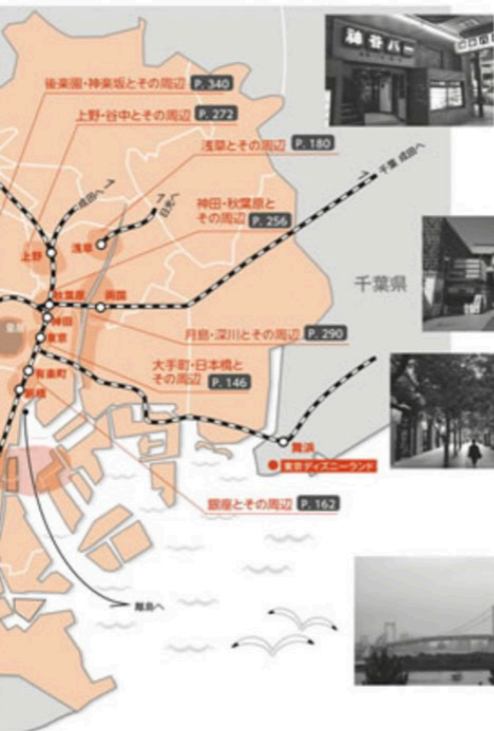 神谷バー
後楽園・神楽坂とその周辺 P. 340
上野・谷中とその周辺 P. 272
浅草とその周辺 P. 180
千葉 成田へ
成田へ
日光へ
神田・秋葉原と
その周辺 P. 256
上野
浅草
千葉県
秋葉原
両国
神田
東京
皇居
月島・深川とその周辺 P. 290
大手町・日本橋と
その周辺 P. 146
有楽町
新橋
舞浜
東京ディズニーランド
銀座とその周辺 P. 162
離島へ